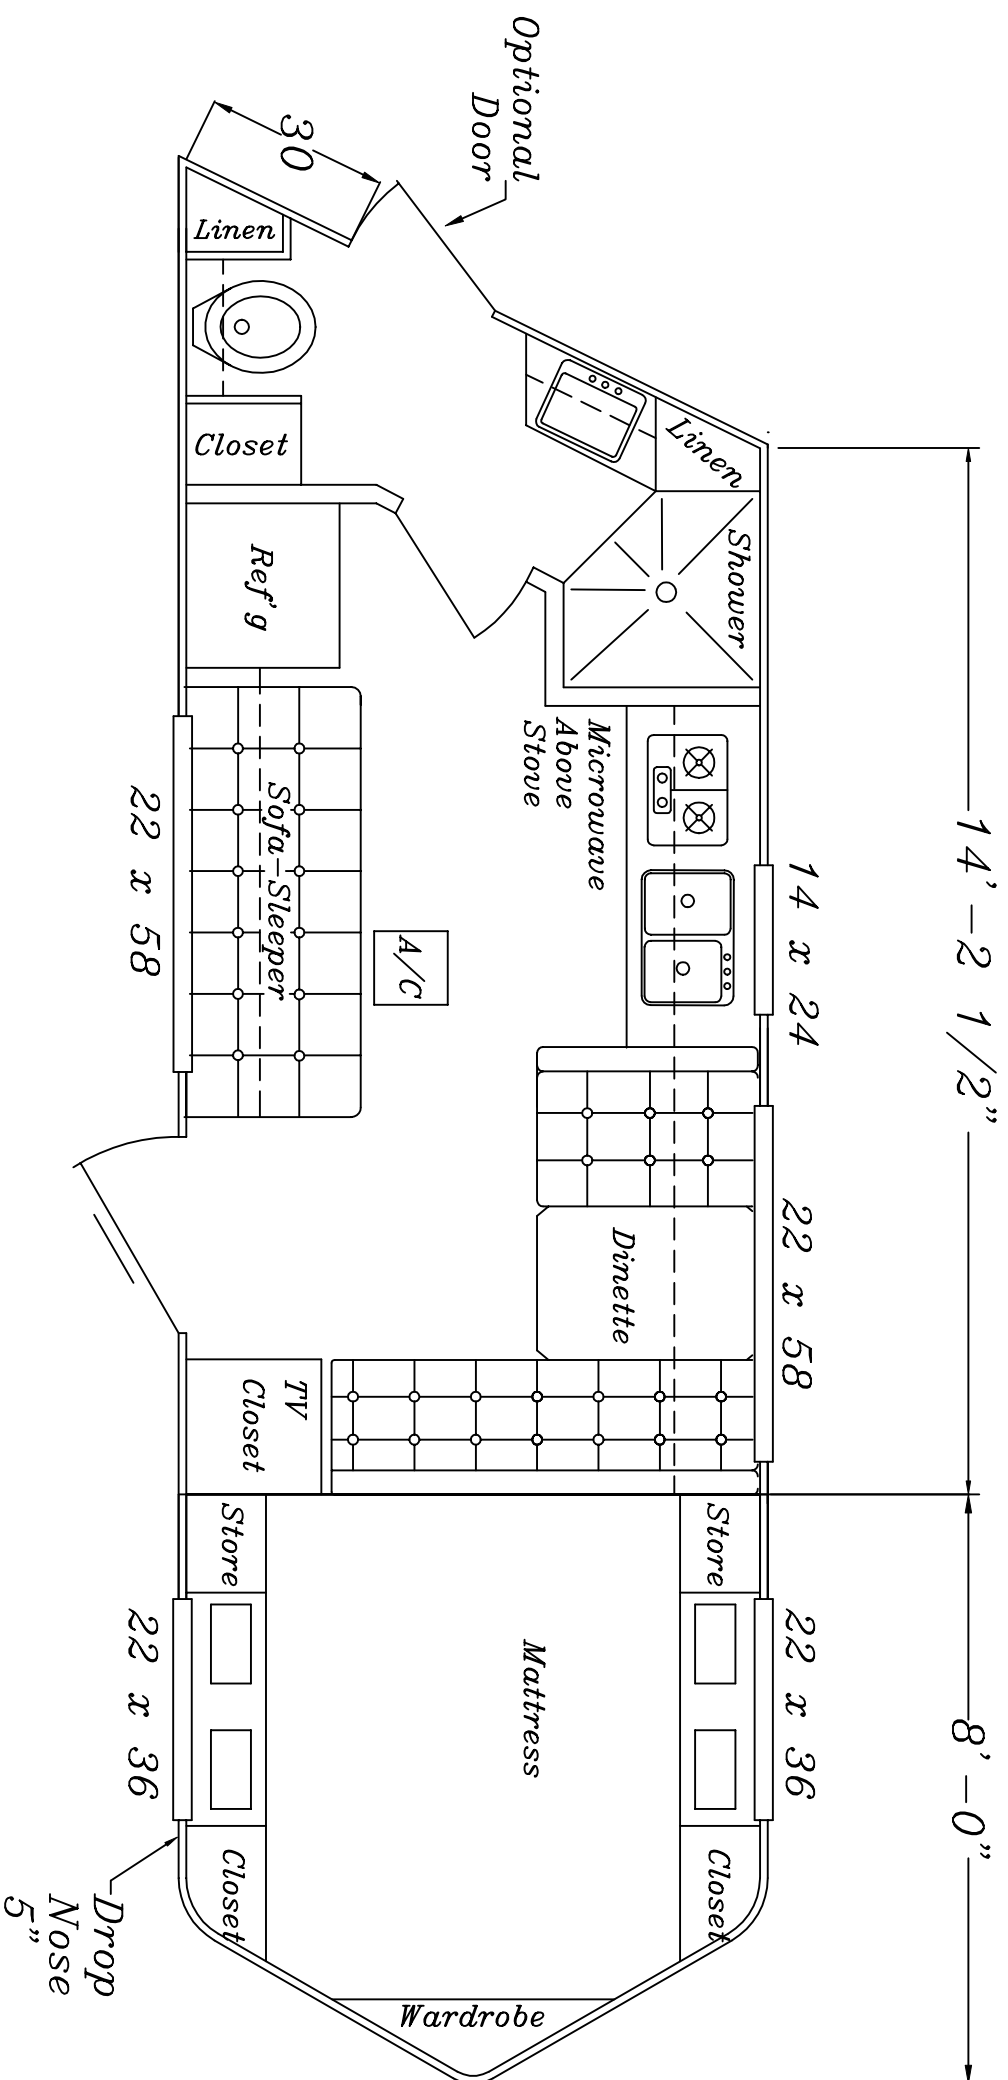 Optional
Door
30
Linen
Closet
Linen
Shower
Ref'g
Microwave
Above
Stove
Sofa-Sleeper
A/C
22 x 58
14 x 24
14'-2 1/2"
22 x 58
Dinette
TV
Closet
Store
Store
22 x 36
22 x 36
8'-0"
Mattress
Closet
Closet
Wardrobe
Drop
Nose
5"